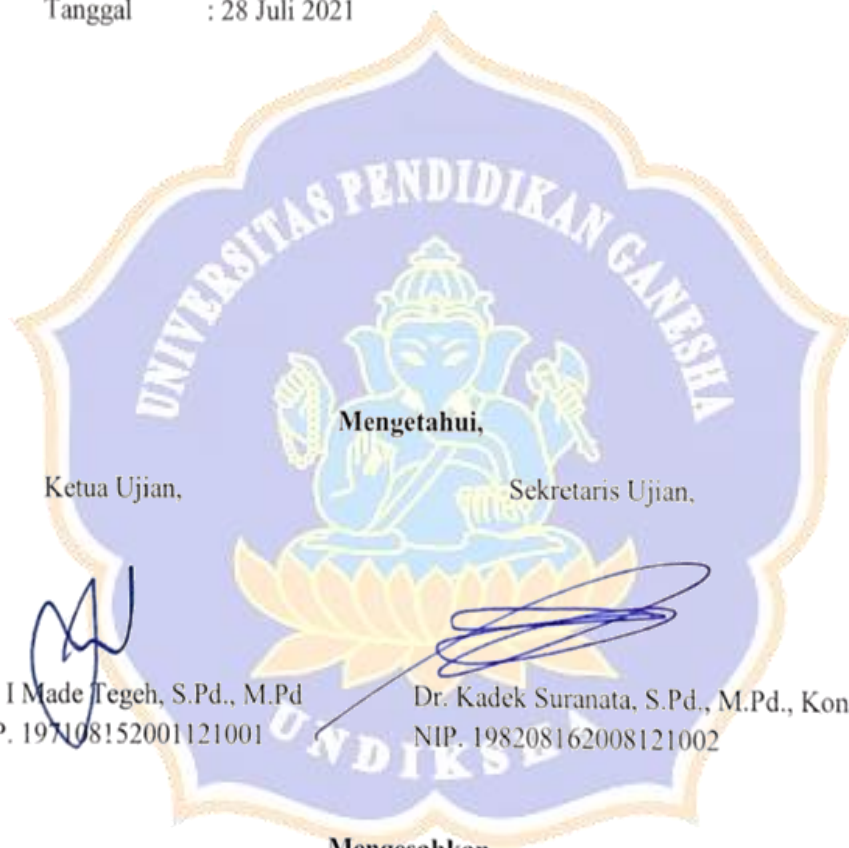 Tanggal : 28 Juli 2021
UNIVERSITAS PENDIDIKAN GANESHA
Mengetahui,
Ketua Ujian, Sekretaris Ujian,
I Made Tegeh, S.Pd., M.Pd Dr. Kadek Suranata, S.Pd., M.Pd., Kon
P. 197108152001121001 NIP. 198208162008121002
UNDIKSHA
Mengesahkan